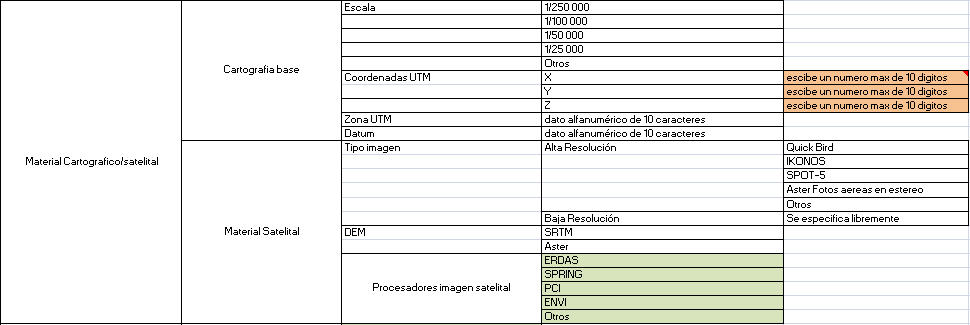 Escala 1/250 000
1/100 000
1/50 000
1/25 000
Otros
Cartografia base
Coordenadas UTM X escibe un numero max de 10 digitos
Y escibe un numero max de 10 digitos
Z escibe un numero max de 10 digitos
Zona UTM dato alfanumérico de 10 caracteres
Datum dato alfanumérico de 10 caracteres
Material Cartografico/satelital
Tipo imagen Alta Resolución Quick Bird
IKONOS
SPOT-5
Aster Fotos aereas en estereo
Otros
Baja Resolución Se especifica libremente
Material Satelital
DEM SRTM
Aster
Procesadores imagen satelital
ERDAS
SPRING
PCI
ENVI
Otros